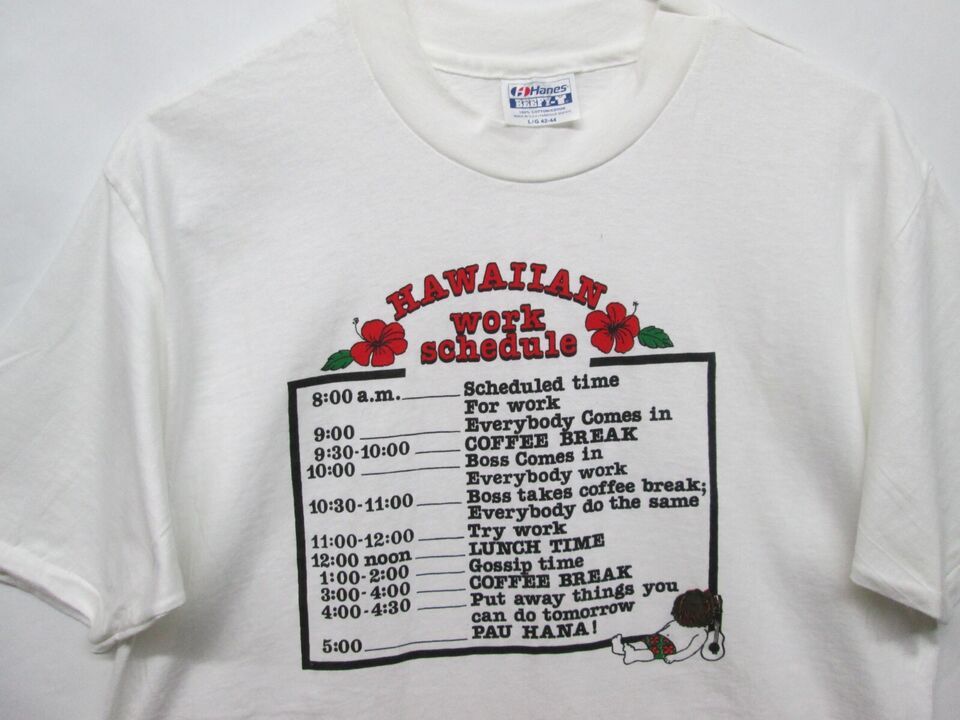 Hanes
BEEFY-T
100% COTTON
L/G 42-44
HAWAIIAN
work
schedule
8:00 a.m. Scheduled time
For work
9:00 Everybody Comes in
9:30-10:00 COFFEE BREAK
10:00 Boss Comes in
Everybody work
10:30-11:00 Boss takes coffee break;
Everybody do the same
11:00-12:00 Try work
12:00 noon LUNCH TIME
1:00-2:00 Gossip time
3:00-4:00 COFFEE BREAK
4:00-4:30 Put away things you
can do tomorrow
5:00 PAU HANA!